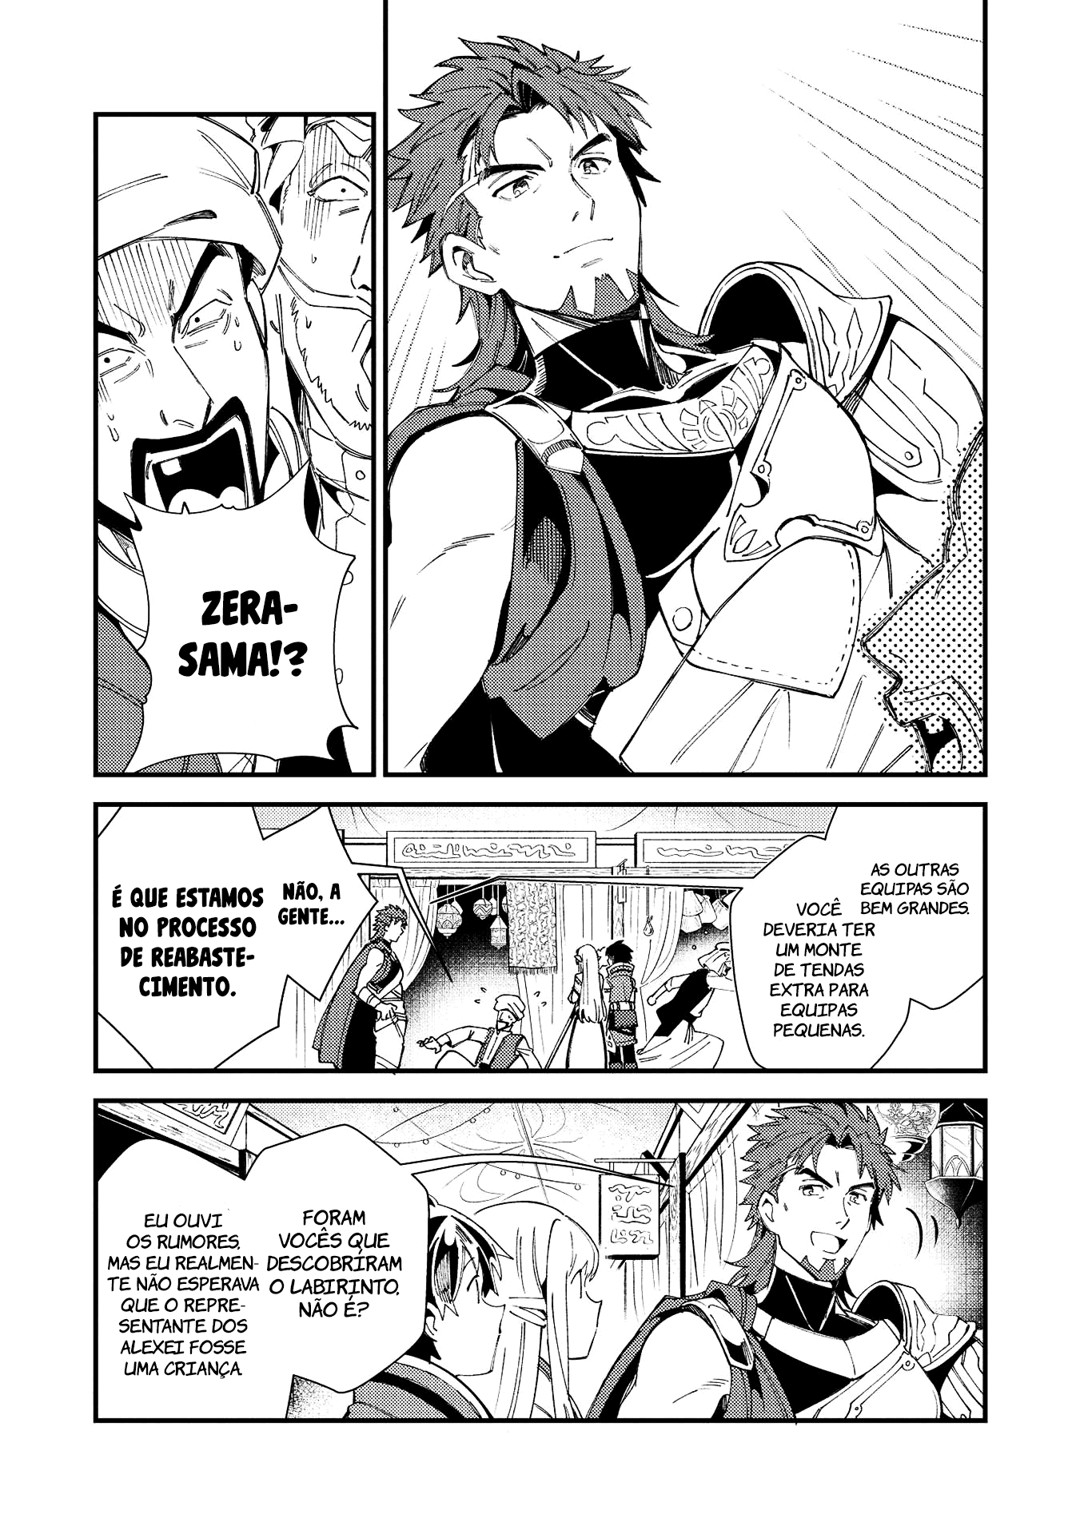 ZERA-
SAMA!?
AS OUTRAS
EQUIPAS SÃO
BEM GRANDES.
VOCÊ
DEVERIA TER
UM MONTE
DE TENDAS
EXTRA PARA
EQUIPAS
PEQUENAS.
NÃO, A
GENTE...
É QUE ESTAMOS
NO PROCESSO
DE REABASTE-
CIMENTO.
FORAM
VOCÊS QUE
DESCOBRÍRAM
O LABIRINTO,
NÃO É?
EU OUVI
OS RUMORES,
MAS EU REALMEN-
TE NÃO ESPERAVA
QUE O REPRE-
SENTANTE DOS
ALEXEI FOSSE
UMA CRIANÇA.